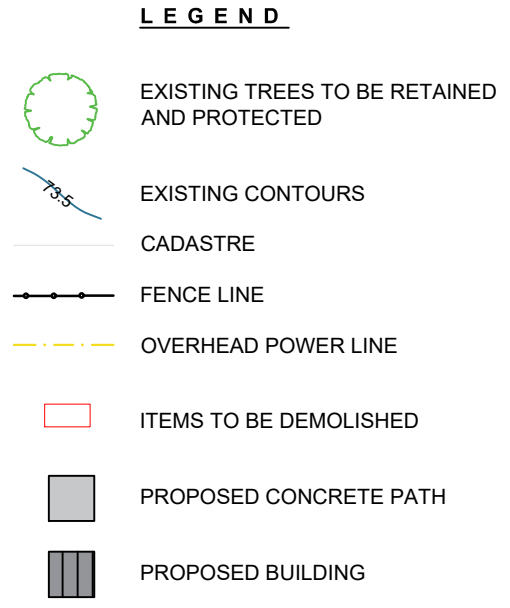 LEGEND
EXISTING TREES TO BE RETAINED
AND PROTECTED
73.5
EXISTING CONTOURS
CADASTRE
FENCE LINE
OVERHEAD POWER LINE
ITEMS TO BE DEMOLISHED
PROPOSED CONCRETE PATH
PROPOSED BUILDING